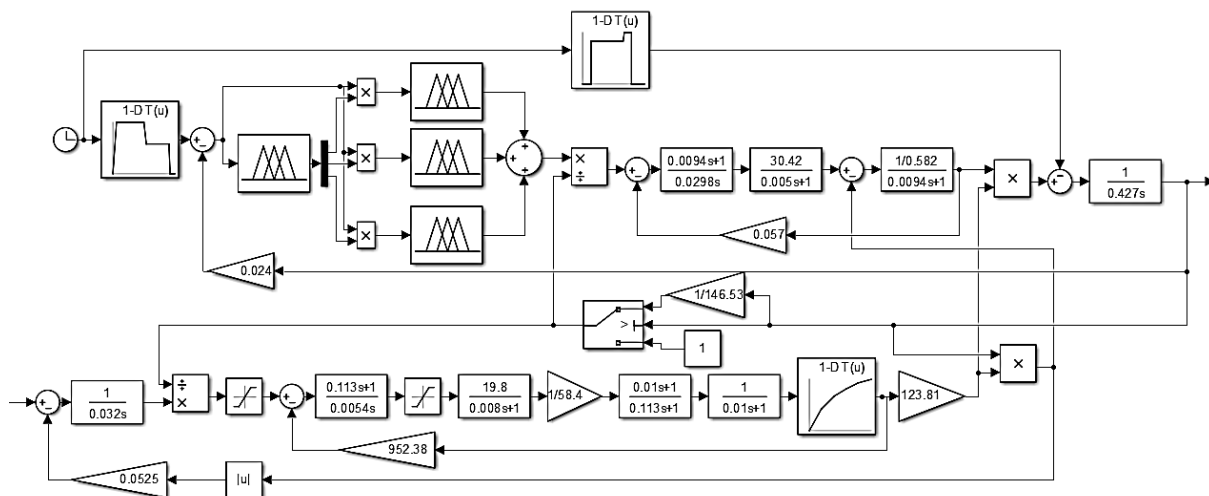 1-D T(u)
1-D T(u)
+
−
×
×
×
+
+
+
×
÷
+
−
0.0094s+1
0.0298s
30.42
0.005s+1
+
−
1/0.582
0.0094s+1
×
+
−
1
0.427s
0.057
0.024
1/146.53
>
1
×
+
−
1
0.032s
÷
×
+
−
0.113s+1
0.0054s
19.8
0.008s+1
1/58.4
0.01s+1
0.113s+1
1
0.01s+1
1-D T(u)
123.81
952.38
0.0525
|u|